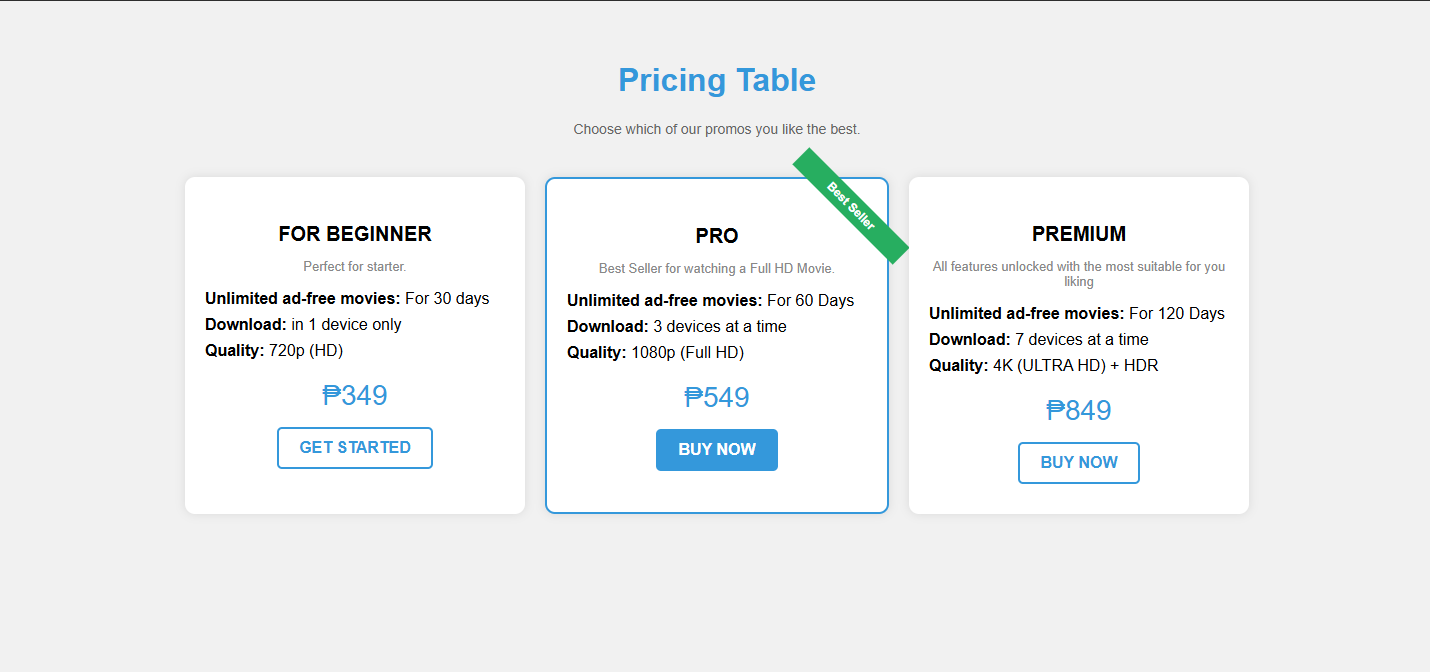 Pricing Table
Choose which of our promos you like the best.
FOR BEGINNER
Perfect for starter.
Unlimited ad-free movies: For 30 days
Download: in 1 device only
Quality: 720p (HD)
₱349
GET STARTED
Best Seller
PRO
Best Seller for watching a Full HD Movie.
Unlimited ad-free movies: For 60 Days
Download: 3 devices at a time
Quality: 1080p (Full HD)
₱549
BUY NOW
PREMIUM
All features unlocked with the most suitable for you
liking
Unlimited ad-free movies: For 120 Days
Download: 7 devices at a time
Quality: 4K (ULTRA HD) + HDR
₱849
BUY NOW